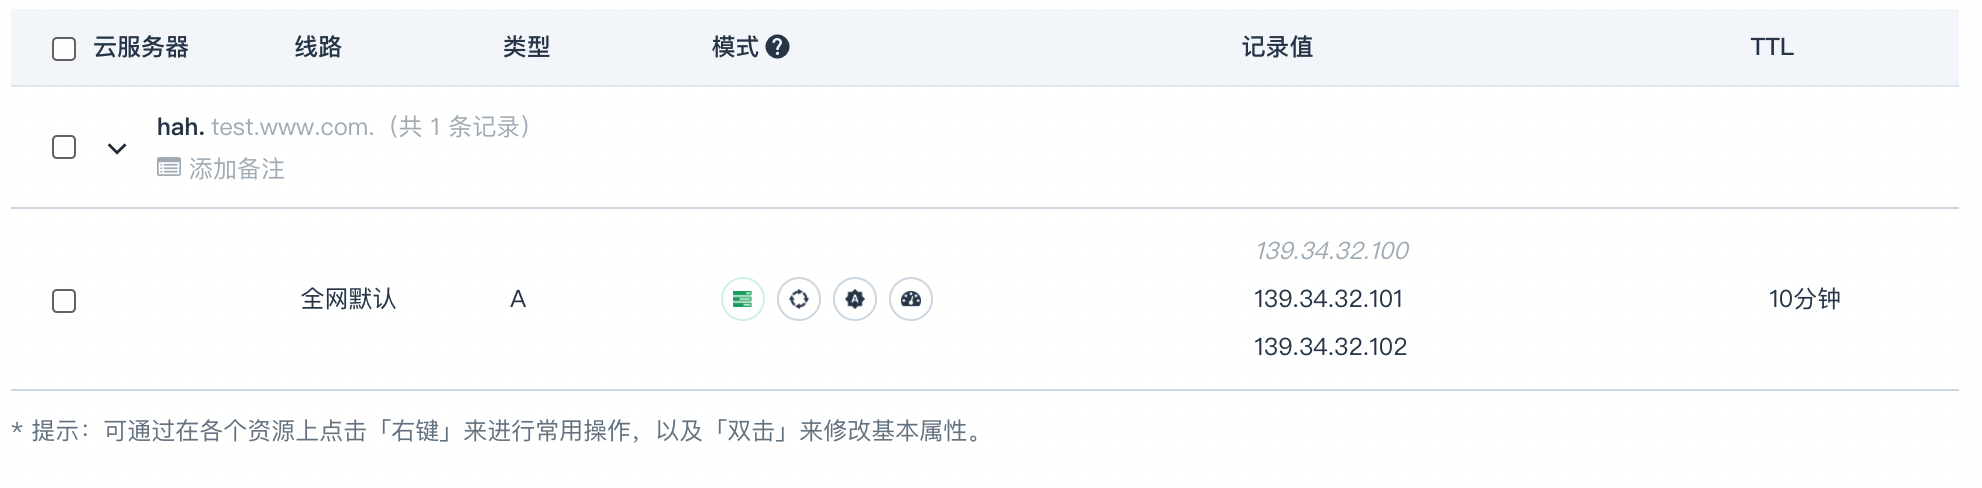 云服务器 线路 类型 模式 ? 记录值 TTL
hah. test.www.com.（共 1 条记录）
添加备注
139.34.32.100
全网默认 A A 139.34.32.101 10分钟
139.34.32.102
* 提示：可通过在各个资源上点击「右键」来进行常用操作，以及「双击」来修改基本属性。